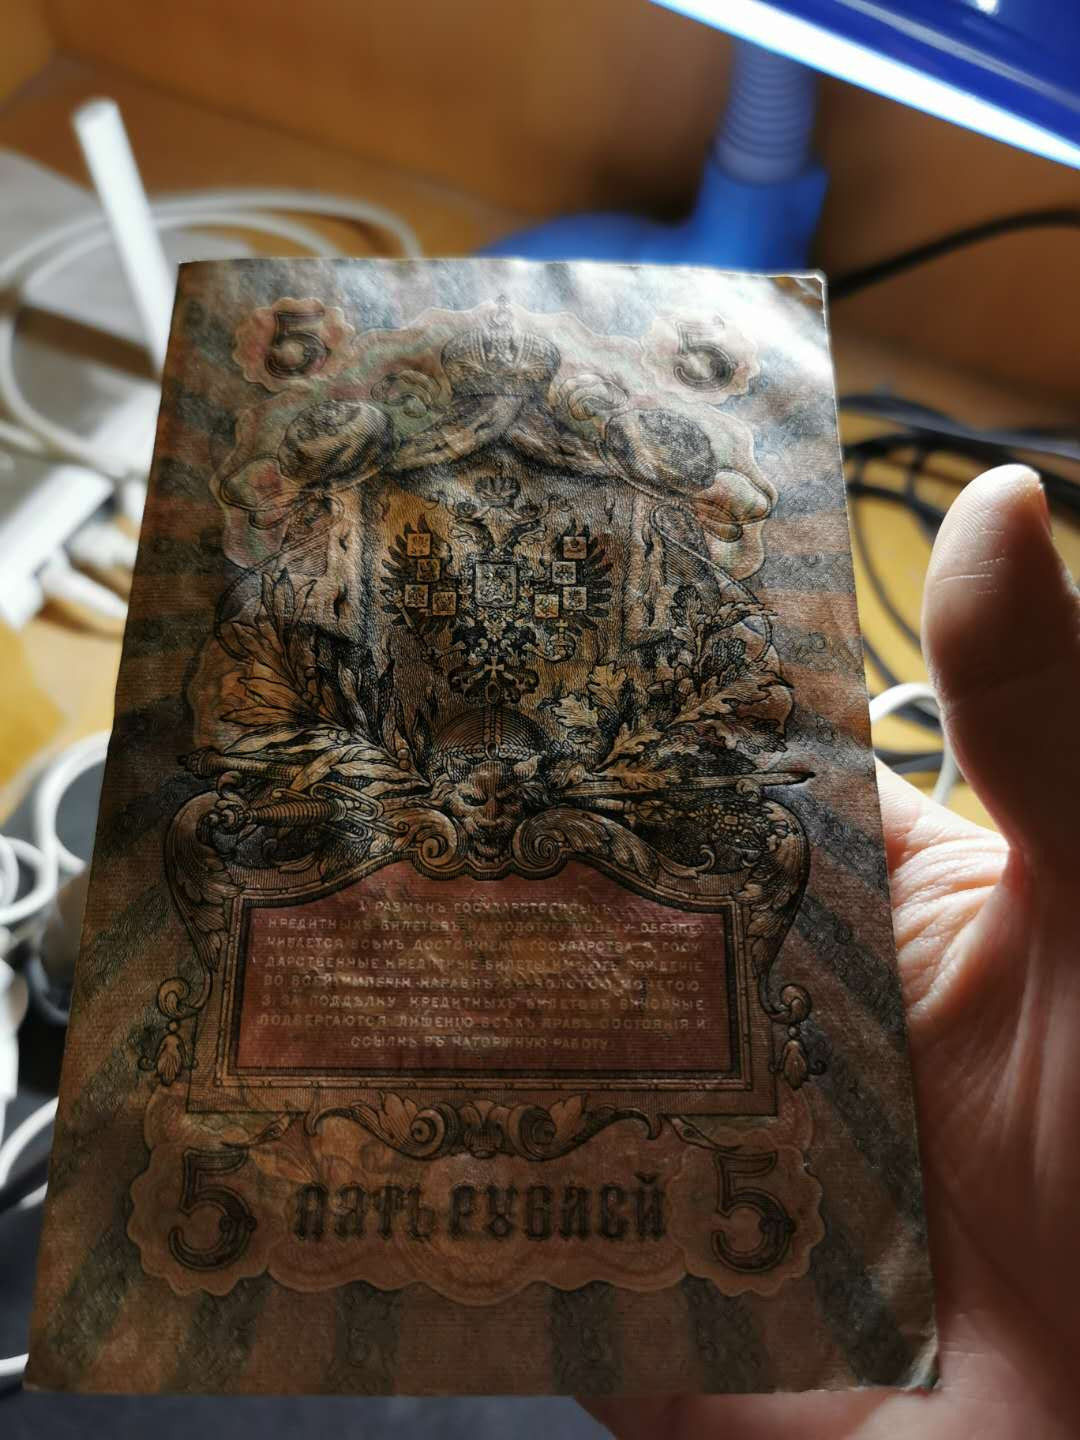 5 5
1) РАЗМѢНЪ ГОСУДАРСТВЕННЫХЪ
КРЕДИТНЫХЪ БИЛЕТОВЪ НА ЗОЛОТУЮ МОНЕТУ ОБЕЗПЕ-
ЧИВАЕТСЯ ВСѢМЪ ДОСТОЯНІЕМЪ ГОСУДАРСТВА. 2) ГОСУ-
ДАРСТВЕННЫЕ КРЕДИТНЫЕ БИЛЕТЫ ИМѢЮТЪ ХОЖДЕНІЕ
ВО ВСЕЙ ИМПЕРІИ НАРАВНѢ СЪ ЗОЛОТОЮ МОНЕТОЮ.
3) ЗА ПОДДѢЛКУ КРЕДИТНЫХЪ БИЛЕТОВЪ ВИНОВНЫЕ
ПОДВЕРГАЮТСЯ ЛИШЕНІЮ ВСѢХЪ ПРАВЪ СОСТОЯНІЯ И
ССЫЛКѢ ВЪ КАТОРЖНУЮ РАБОТУ.
5 ПЯТЬ РУБЛЕЙ 5